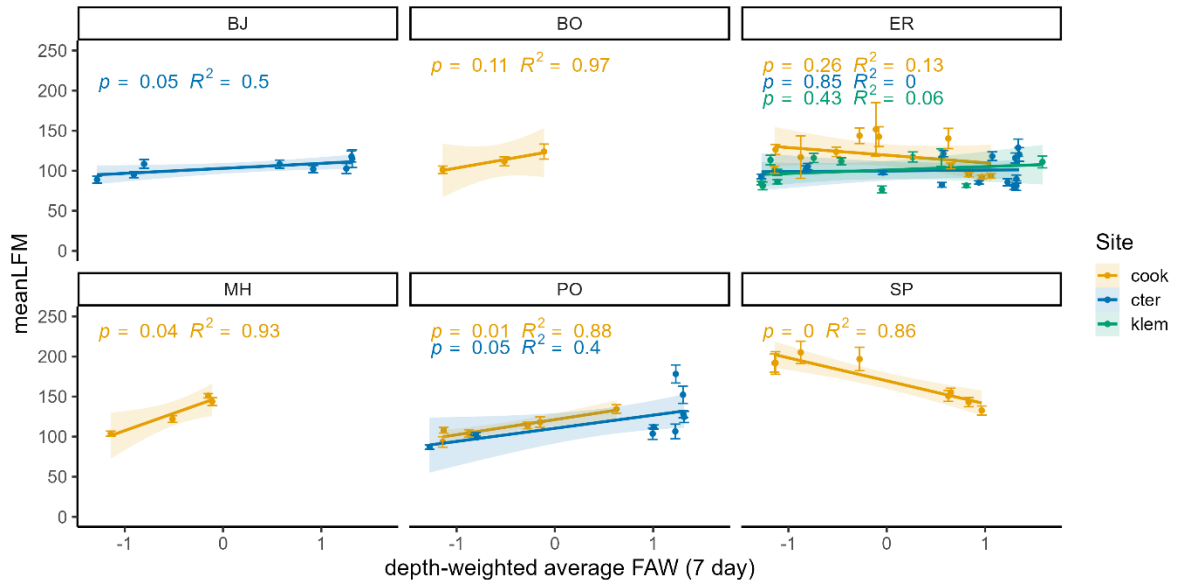 BJ BO ER
250
200
150
100
50
0
p = 0.05 R² = 0.5
p = 0.11 R² = 0.97
p = 0.26 R² = 0.13
p = 0.85 R² = 0
p = 0.43 R² = 0.06
MH PO SP
250
200
150
100
50
0
p = 0.04 R² = 0.93
p = 0.01 R² = 0.88
p = 0.05 R² = 0.4
p = 0 R² = 0.86
-1 0 1 -1 0 1 -1 0 1
meanLFM
depth-weighted average FAW (7 day)
Site
cook
cter
klem